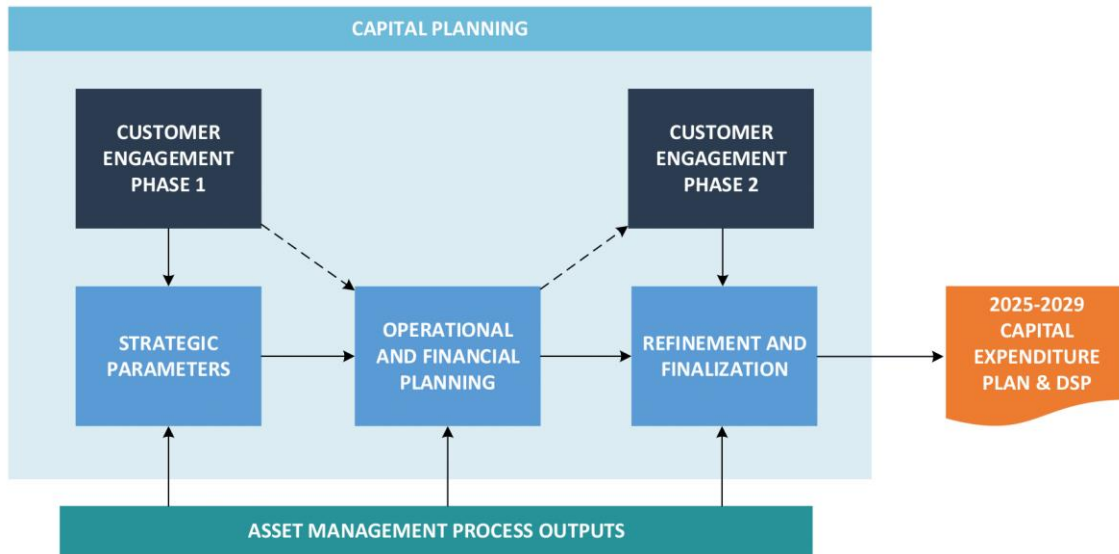 CAPITAL PLANNING
CUSTOMER
ENGAGEMENT
PHASE 1
CUSTOMER
ENGAGEMENT
PHASE 2
STRATEGIC
PARAMETERS
OPERATIONAL
AND FINANCIAL
PLANNING
REFINEMENT AND
FINALIZATION
2025-2029
CAPITAL
EXPENDITURE
PLAN & DSP
ASSET MANAGEMENT PROCESS OUTPUTS